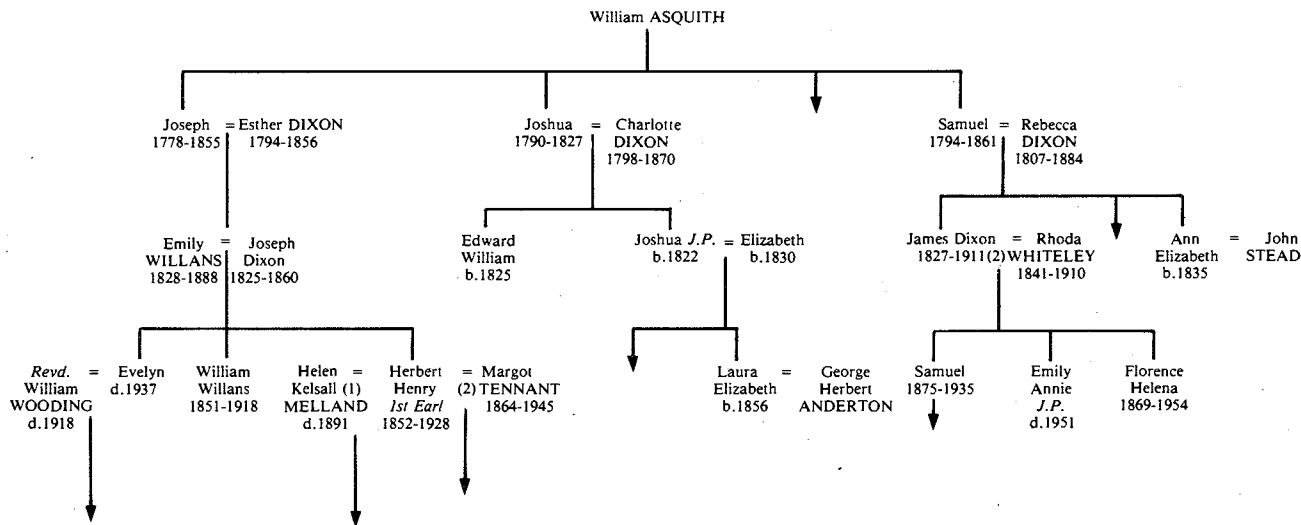 William ASQUITH
Joseph = Esther DIXON
1778-1855 1794-1856
Joshua = Charlotte
1790-1827 DIXON
1798-1870
Samuel = Rebecca
1794-1861 DIXON
1807-1884
Emily = Joseph
WILLANS Dixon
1828-1888 1825-1860
Edward
William
b.1825
Joshua J.P. = Elizabeth
b.1822 b.1830
James Dixon = Rhoda
1827-1911(2) WHITELEY
1841-1910
Ann = John
Elizabeth STEAD
b.1835
Revd. = Evelyn
William d.1937
WOODING
d.1918
William
Willans
1851-1918
Helen = Herbert = Margot
Kelsall (1) Henry (2) TENNANT
MELLAND 1st Earl 1864-1945
d.1891 1852-1928
Laura = George
Elizabeth Herbert
b.1856 ANDERTON
Samuel
1875-1935
Emily
Annie
J.P.
d.1951
Florence
Helena
1869-1954